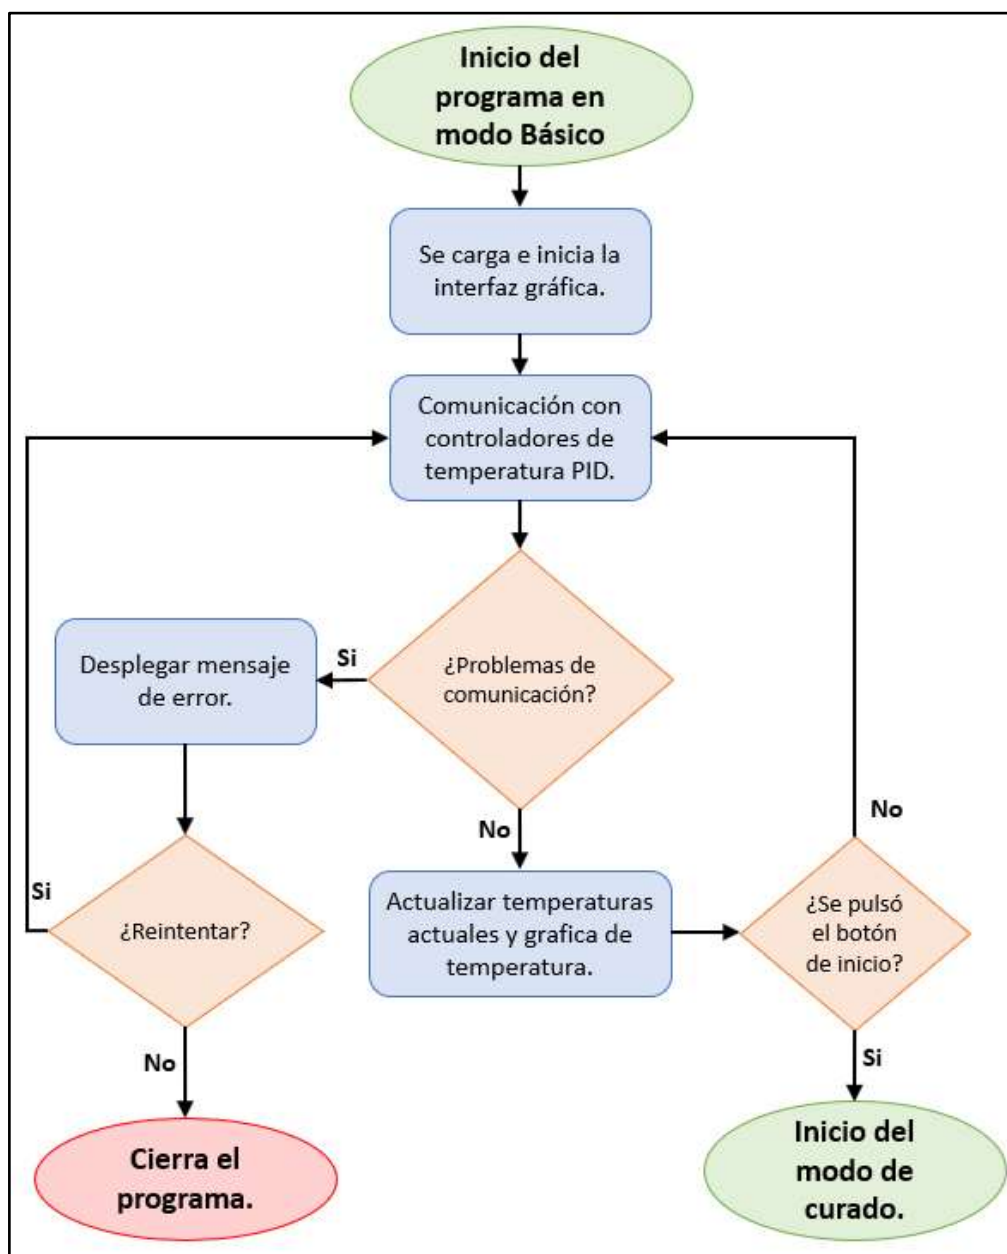 Inicio del
programa en
modo Básico
Se carga e inicia la
interfaz gráfica.
Comunicación con
controladores de
temperatura PID.
¿Problemas de
comunicación?
Si
Desplegar mensaje
de error.
No
¿Reintentar?
Si
No
Cierra el
programa.
Actualizar temperaturas
actuales y grafica de
temperatura.
¿Se pulsó
el botón
de inicio?
No
Si
Inicio del
modo de
curado.